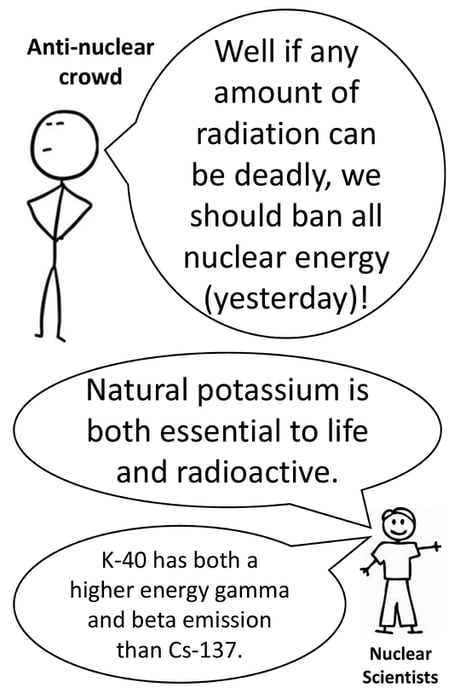 Anti-nuclear
crowd
Well if any
amount of
radiation can
be deadly, we
should ban all
nuclear energy
(yesterday)!
Natural potassium is
both essential to life
and radioactive.
K-40 has both a
higher energy gamma
and beta emission
than Cs-137.
Nuclear
Scientists